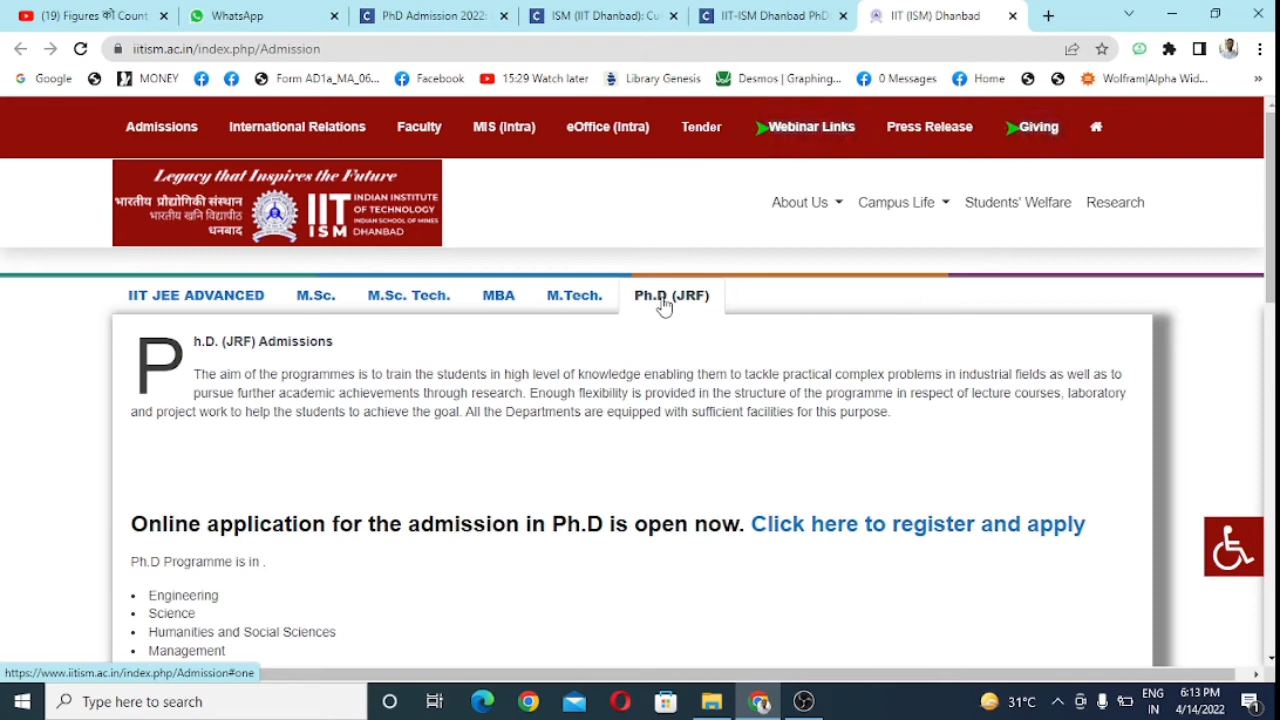 (19) Figures को Count
WhatsApp
PhD Admission 2022:
ISM (IIT Dhanbad): Cu
IIT-ISM Dhanbad PhD
IIT (ISM) Dhanbad
iitism.ac.in/index.php/Admission
Google
MONEY
Form AD1a_MA_06...
Facebook
15:29 Watch later
Library Genesis
Desmos | Graphing...
0 Messages
Home
Wolfram|Alpha Wid...
»
Admissions
International Relations
Faculty
MIS (Intra)
eOffice (Intra)
Tender
Webinar Links
Press Release
Giving
Legacy that Inspires the Future
भारतीय प्रौद्योगिकी संस्थान
भारतीय खनि विद्यापीठ
धनबाद
IIT
ISM
INDIAN INSTITUTE
OF TECHNOLOGY
INDIAN SCHOOL OF MINES
DHANBAD
About Us
Campus Life
Students' Welfare
Research
IIT JEE ADVANCED
M.Sc.
M.Sc. Tech.
MBA
M.Tech.
Ph.D (JRF)
Ph.D. (JRF) Admissions
The aim of the programmes is to train the students in high level of knowledge enabling them to tackle practical complex problems in industrial fields as well as to
pursue further academic achievements through research. Enough flexibility is provided in the structure of the programme in respect of lecture courses, laboratory
and project work to help the students to achieve the goal. All the Departments are equipped with sufficient facilities for this purpose.
Online application for the admission in Ph.D is open now. Click here to register and apply
Ph.D Programme is in .
• Engineering
• Science
• Humanities and Social Sciences
• Management
https://www.iitism.ac.in/index.php/Admission#one
Type here to search
31°C
ENG
IN
6:13 PM
4/14/2022
1